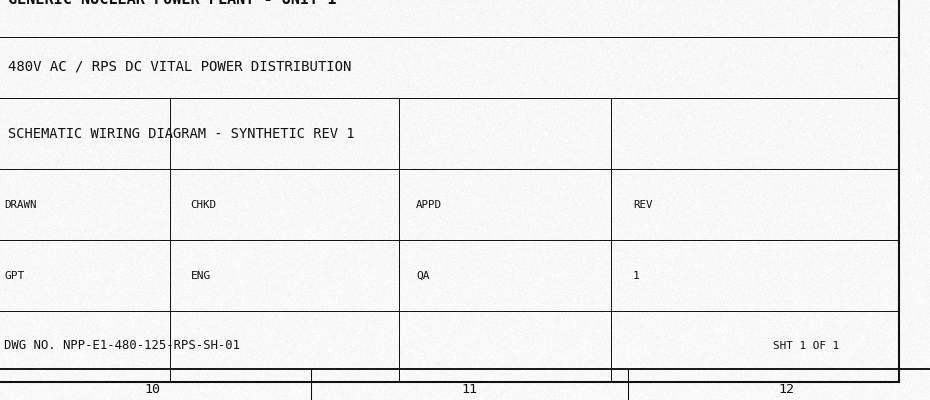 GENERIC NUCLEAR POWER PLANT - UNIT 1
480V AC / RPS DC VITAL POWER DISTRIBUTION
SCHEMATIC WIRING DIAGRAM - SYNTHETIC REV 1
DRAWN CHKD APPD REV
GPT ENG QA 1
DWG NO. NPP-E1-480-125-RPS-SH-01 SHT 1 OF 1
10 11 12